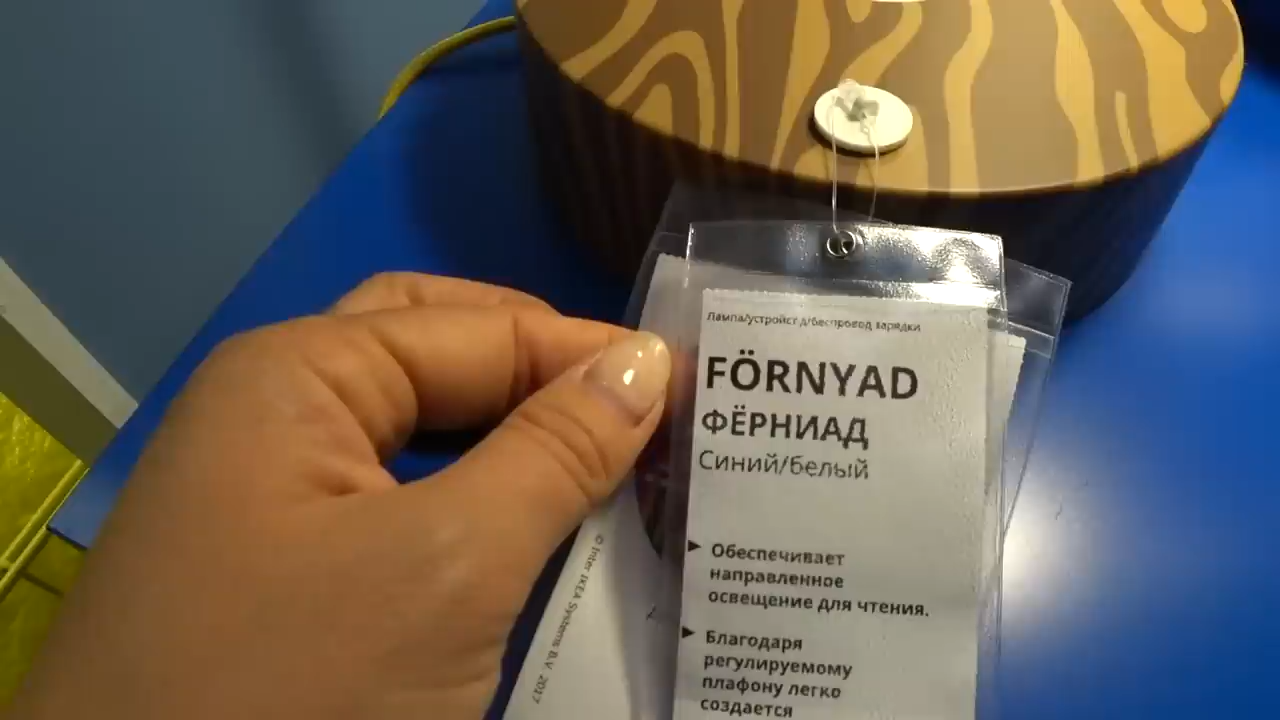 Лампа/устройст д/беспровод зарядки
FÖRNYAD
ФЁРНИАД
Синий/белый
► Обеспечивает
направленное
освещение для чтения.
► Благодаря
регулируемому
плафону легко
создается
© Inter IKEA Systems B.V. 2017